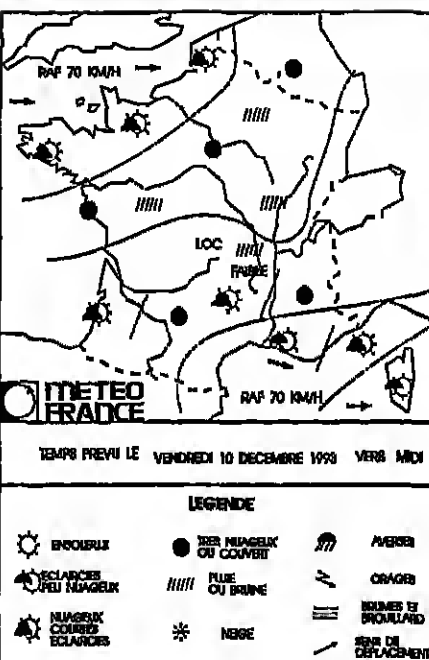 RAF 70 KM/H
LOC
FAIBLE
RAF 70 KM/H
METEO
FRANCE
TEMPS PREVU LE VENDREDI 10 DECEMBRE 1993 VERS MIDI
LEGENDE
ENSOLEILLE
TRES NUAGEUX
OU COUVERT
AVERSES
ECLAIRCIES
PEU NUAGEUX
PLUIE
OU BRUINE
ORAGES
NUAGEUX
COURTES
ECLAIRCIES
NEIGE
BRUMES ET
BROUILLARD
SENS DE
DEPLACEMENT